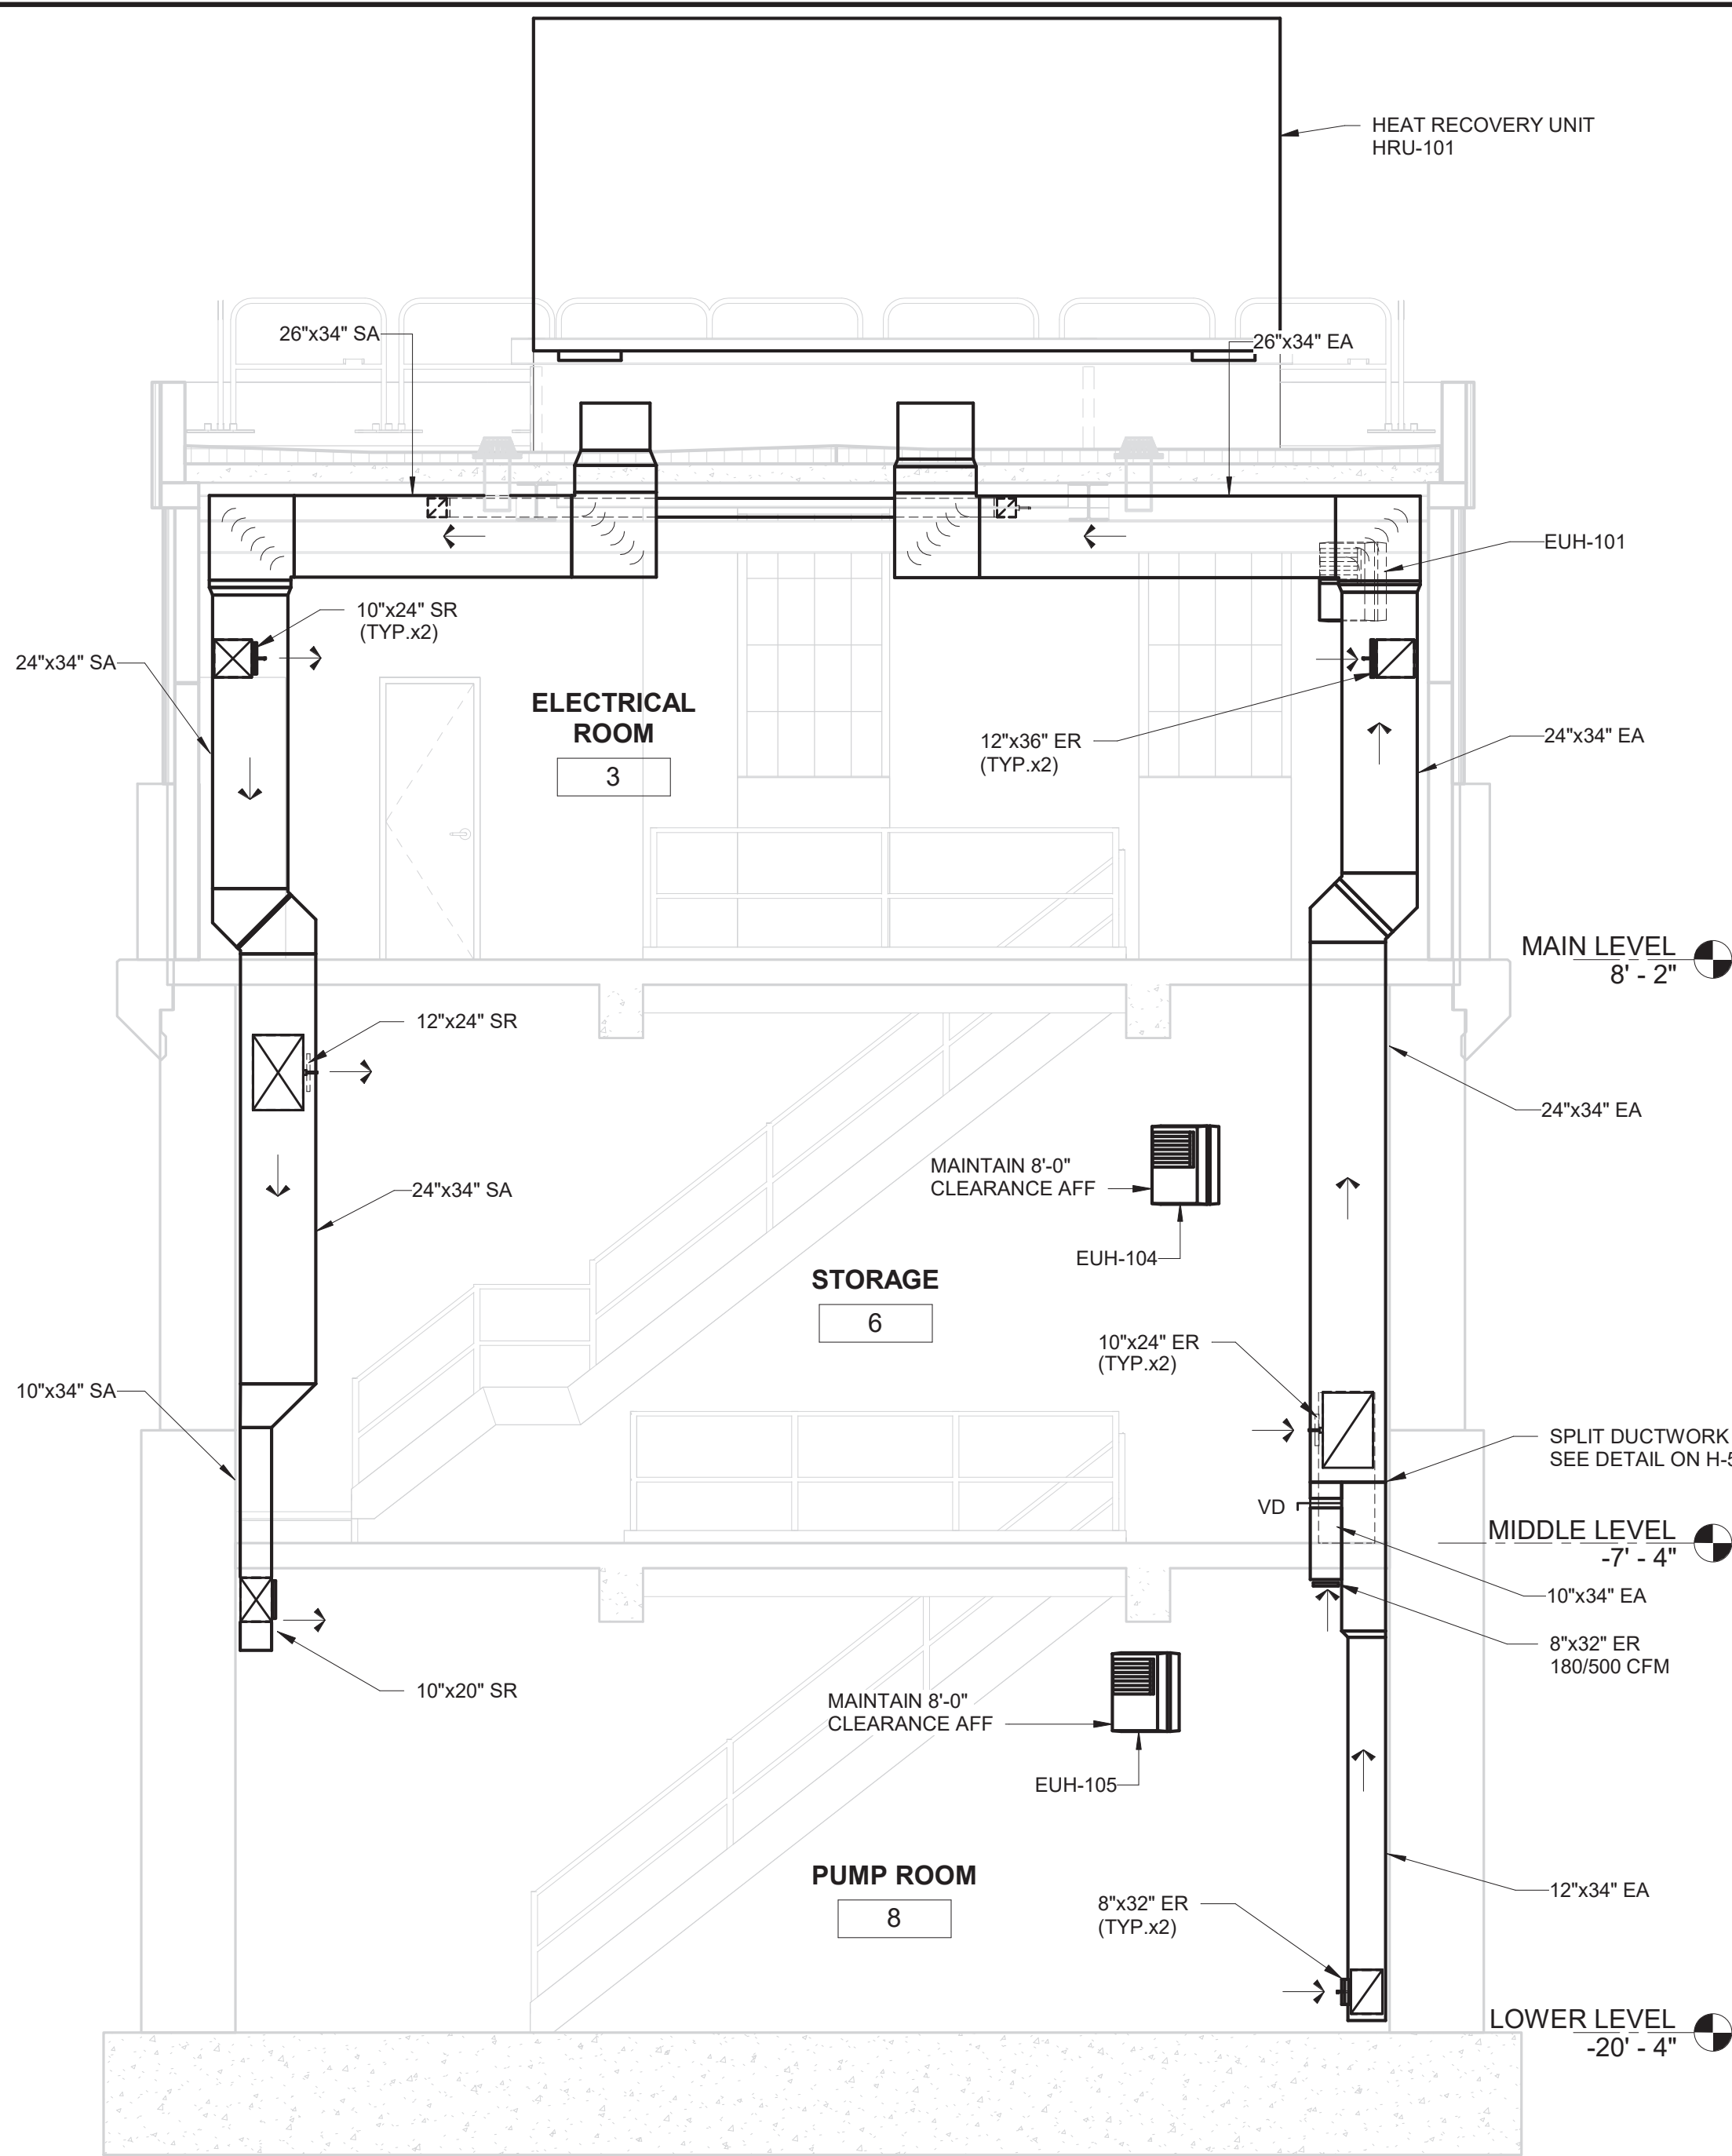 HEAT RECOVERY UNIT
HRU-101
26"x34" SA
26"x34" EA
EUH-101
10"x24" SR
(TYP.x2)
24"x34" SA
ELECTRICAL
ROOM
3
12"x36" ER
(TYP.x2)
24"x34" EA
MAIN LEVEL
8' - 2"
12"x24" SR
24"x34" EA
MAINTAIN 8'-0"
CLEARANCE AFF
24"x34" SA
EUH-104
STORAGE
6
10"x24" ER
(TYP.x2)
10"x34" SA
SPLIT DUCTWORK
SEE DETAIL ON H-5
VD
MIDDLE LEVEL
-7' - 4"
10"x34" EA
8"x32" ER
180/500 CFM
10"x20" SR
MAINTAIN 8'-0"
CLEARANCE AFF
EUH-105
PUMP ROOM
8
12"x34" EA
8"x32" ER
(TYP.x2)
LOWER LEVEL
-20' - 4"